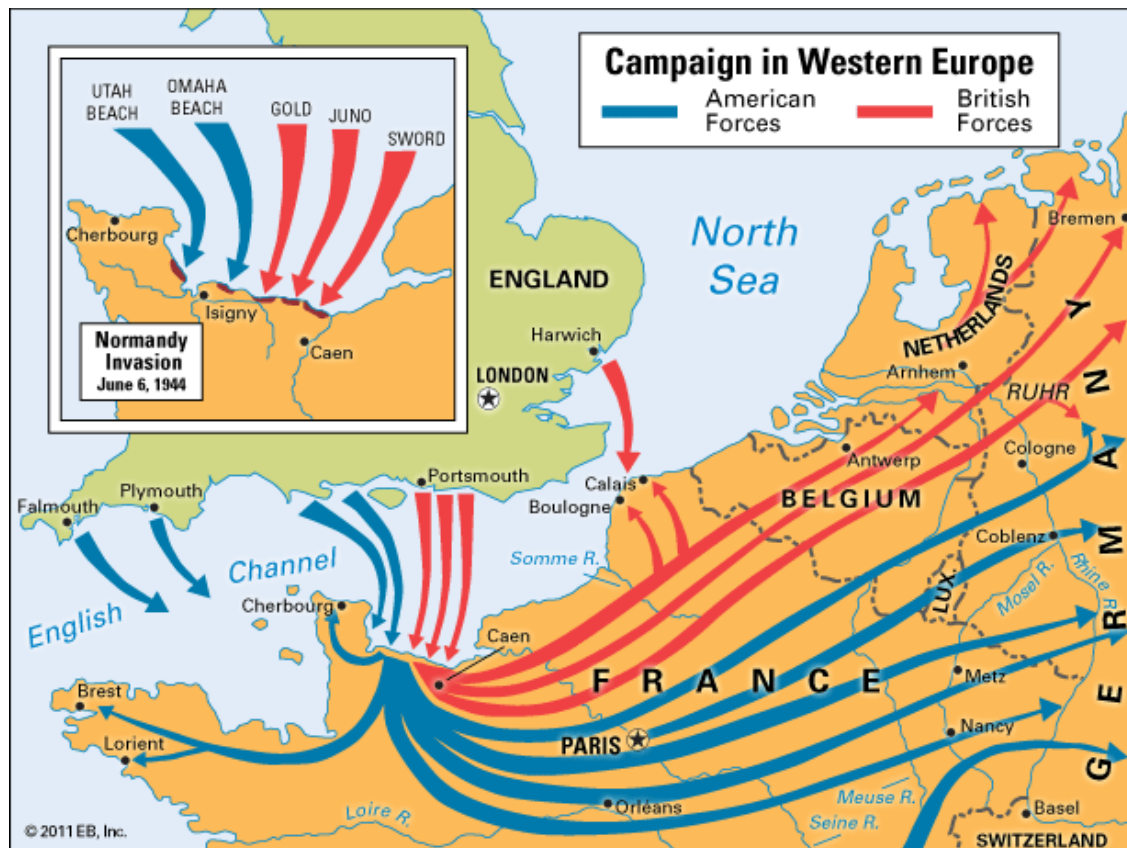 Campaign in Western Europe
American
Forces
British
Forces
UTAH
BEACH
OMAHA
BEACH
GOLD
JUNO
SWORD
Cherbourg
Isigny
Caen
Normandy
Invasion
June 6, 1944
North
Sea
ENGLAND
Harwich
LONDON
Bremen
NETHERLANDS
Arnhem
RUHR
GERMANY
Falmouth
Plymouth
Portsmouth
Calais
Boulogne
Antwerp
BELGIUM
Cologne
Coblenz
English
Channel
Somme R.
LUX.
Mosel R.
Rhine R.
Cherbourg
Caen
FRANCE
Brest
Lorient
PARIS
Metz
Nancy
Orléans
Loire R.
Meuse R.
Seine R.
Basel
SWITZERLAND
© 2011 EB, Inc.